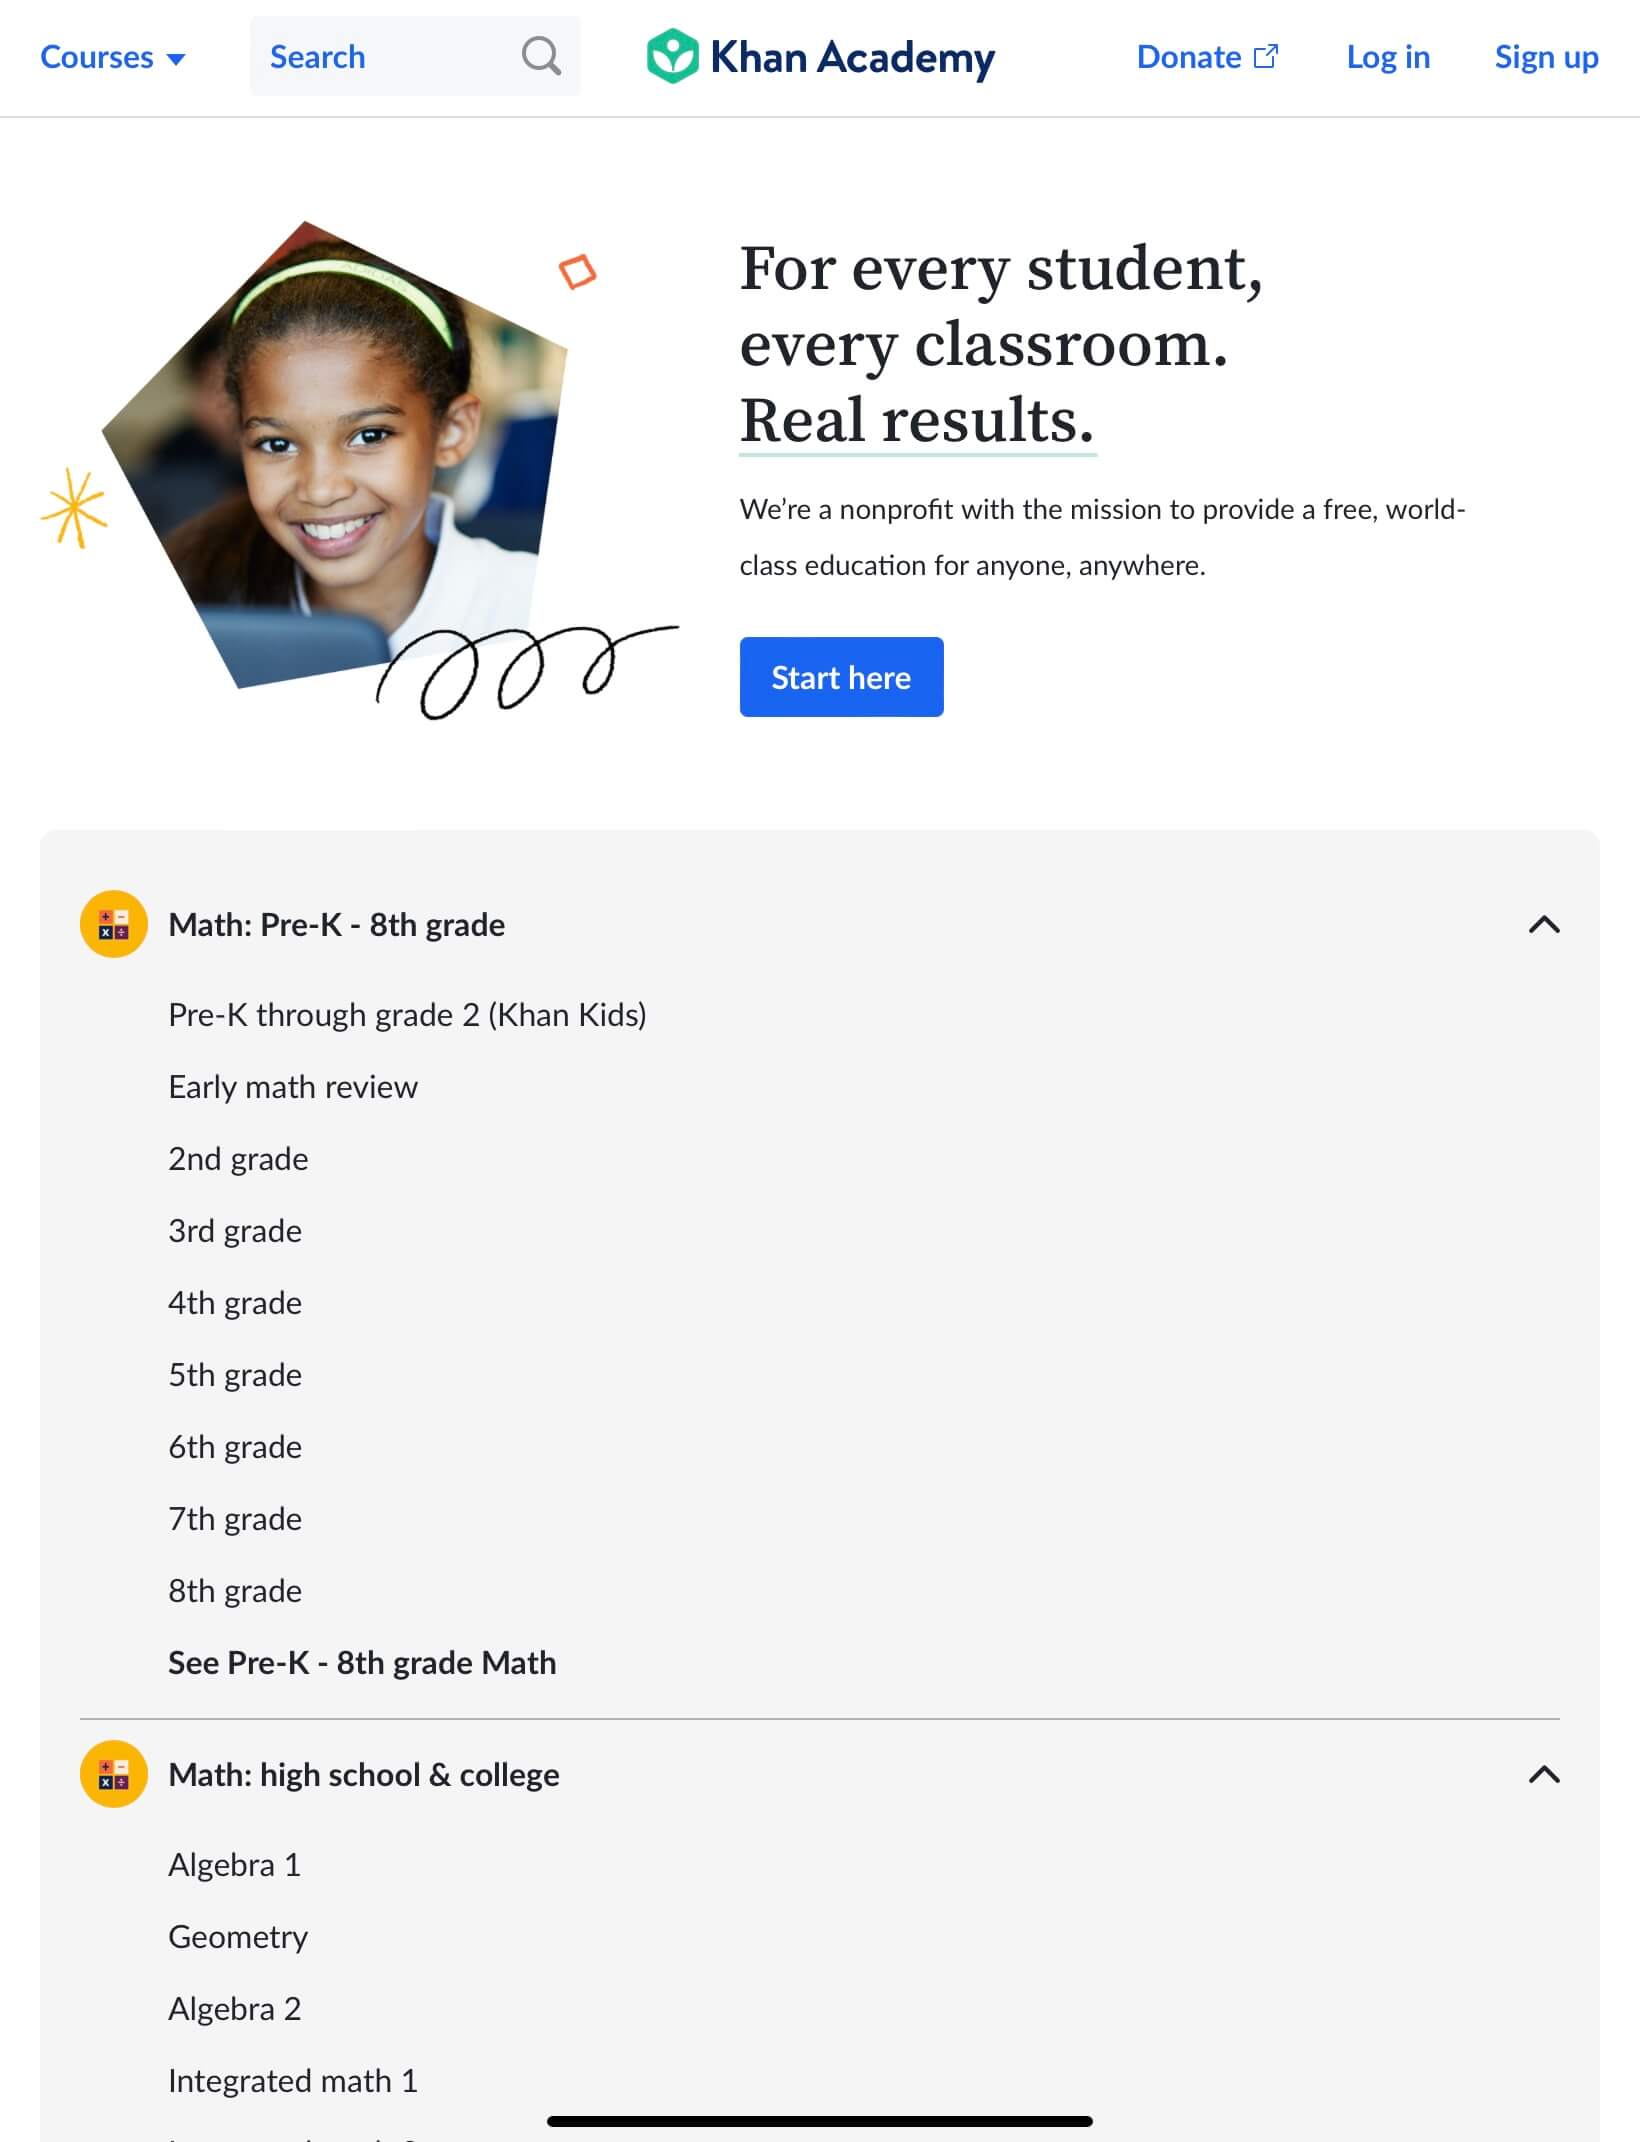 Courses
Search
Khan Academy
Donate
Log in
Sign up
For every student,
every classroom.
Real results.
We’re a nonprofit with the mission to provide a free, world-
class education for anyone, anywhere.
Start here
Math: Pre-K - 8th grade
Pre-K through grade 2 (Khan Kids)
Early math review
2nd grade
3rd grade
4th grade
5th grade
6th grade
7th grade
8th grade
See Pre-K - 8th grade Math
Math: high school & college
Algebra 1
Geometry
Algebra 2
Integrated math 1